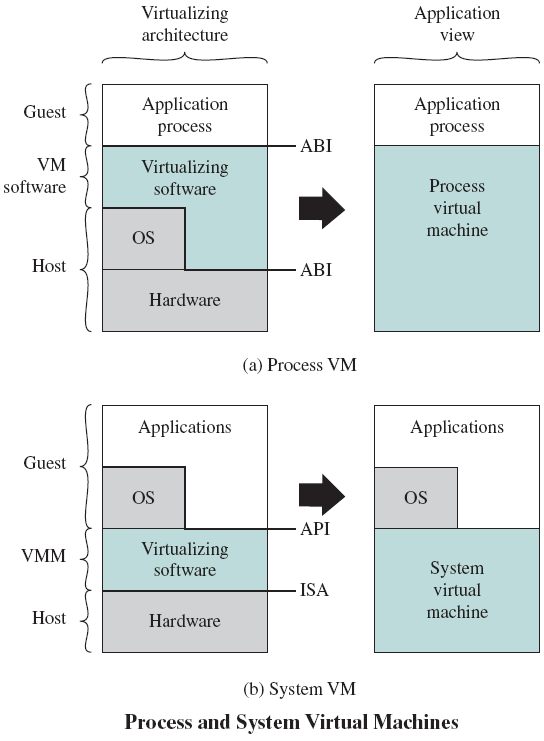 Virtualizing
architecture
Application
view
Guest
Application
process
Application
process
ABI
VM
software
Virtualizing
software
Process
virtual
machine
OS
Host
ABI
Hardware
(a) Process VM
Applications
Applications
Guest
OS
OS
API
VMM
Virtualizing
software
System
virtual
machine
ISA
Host
Hardware
(b) System VM
Process and System Virtual Machines